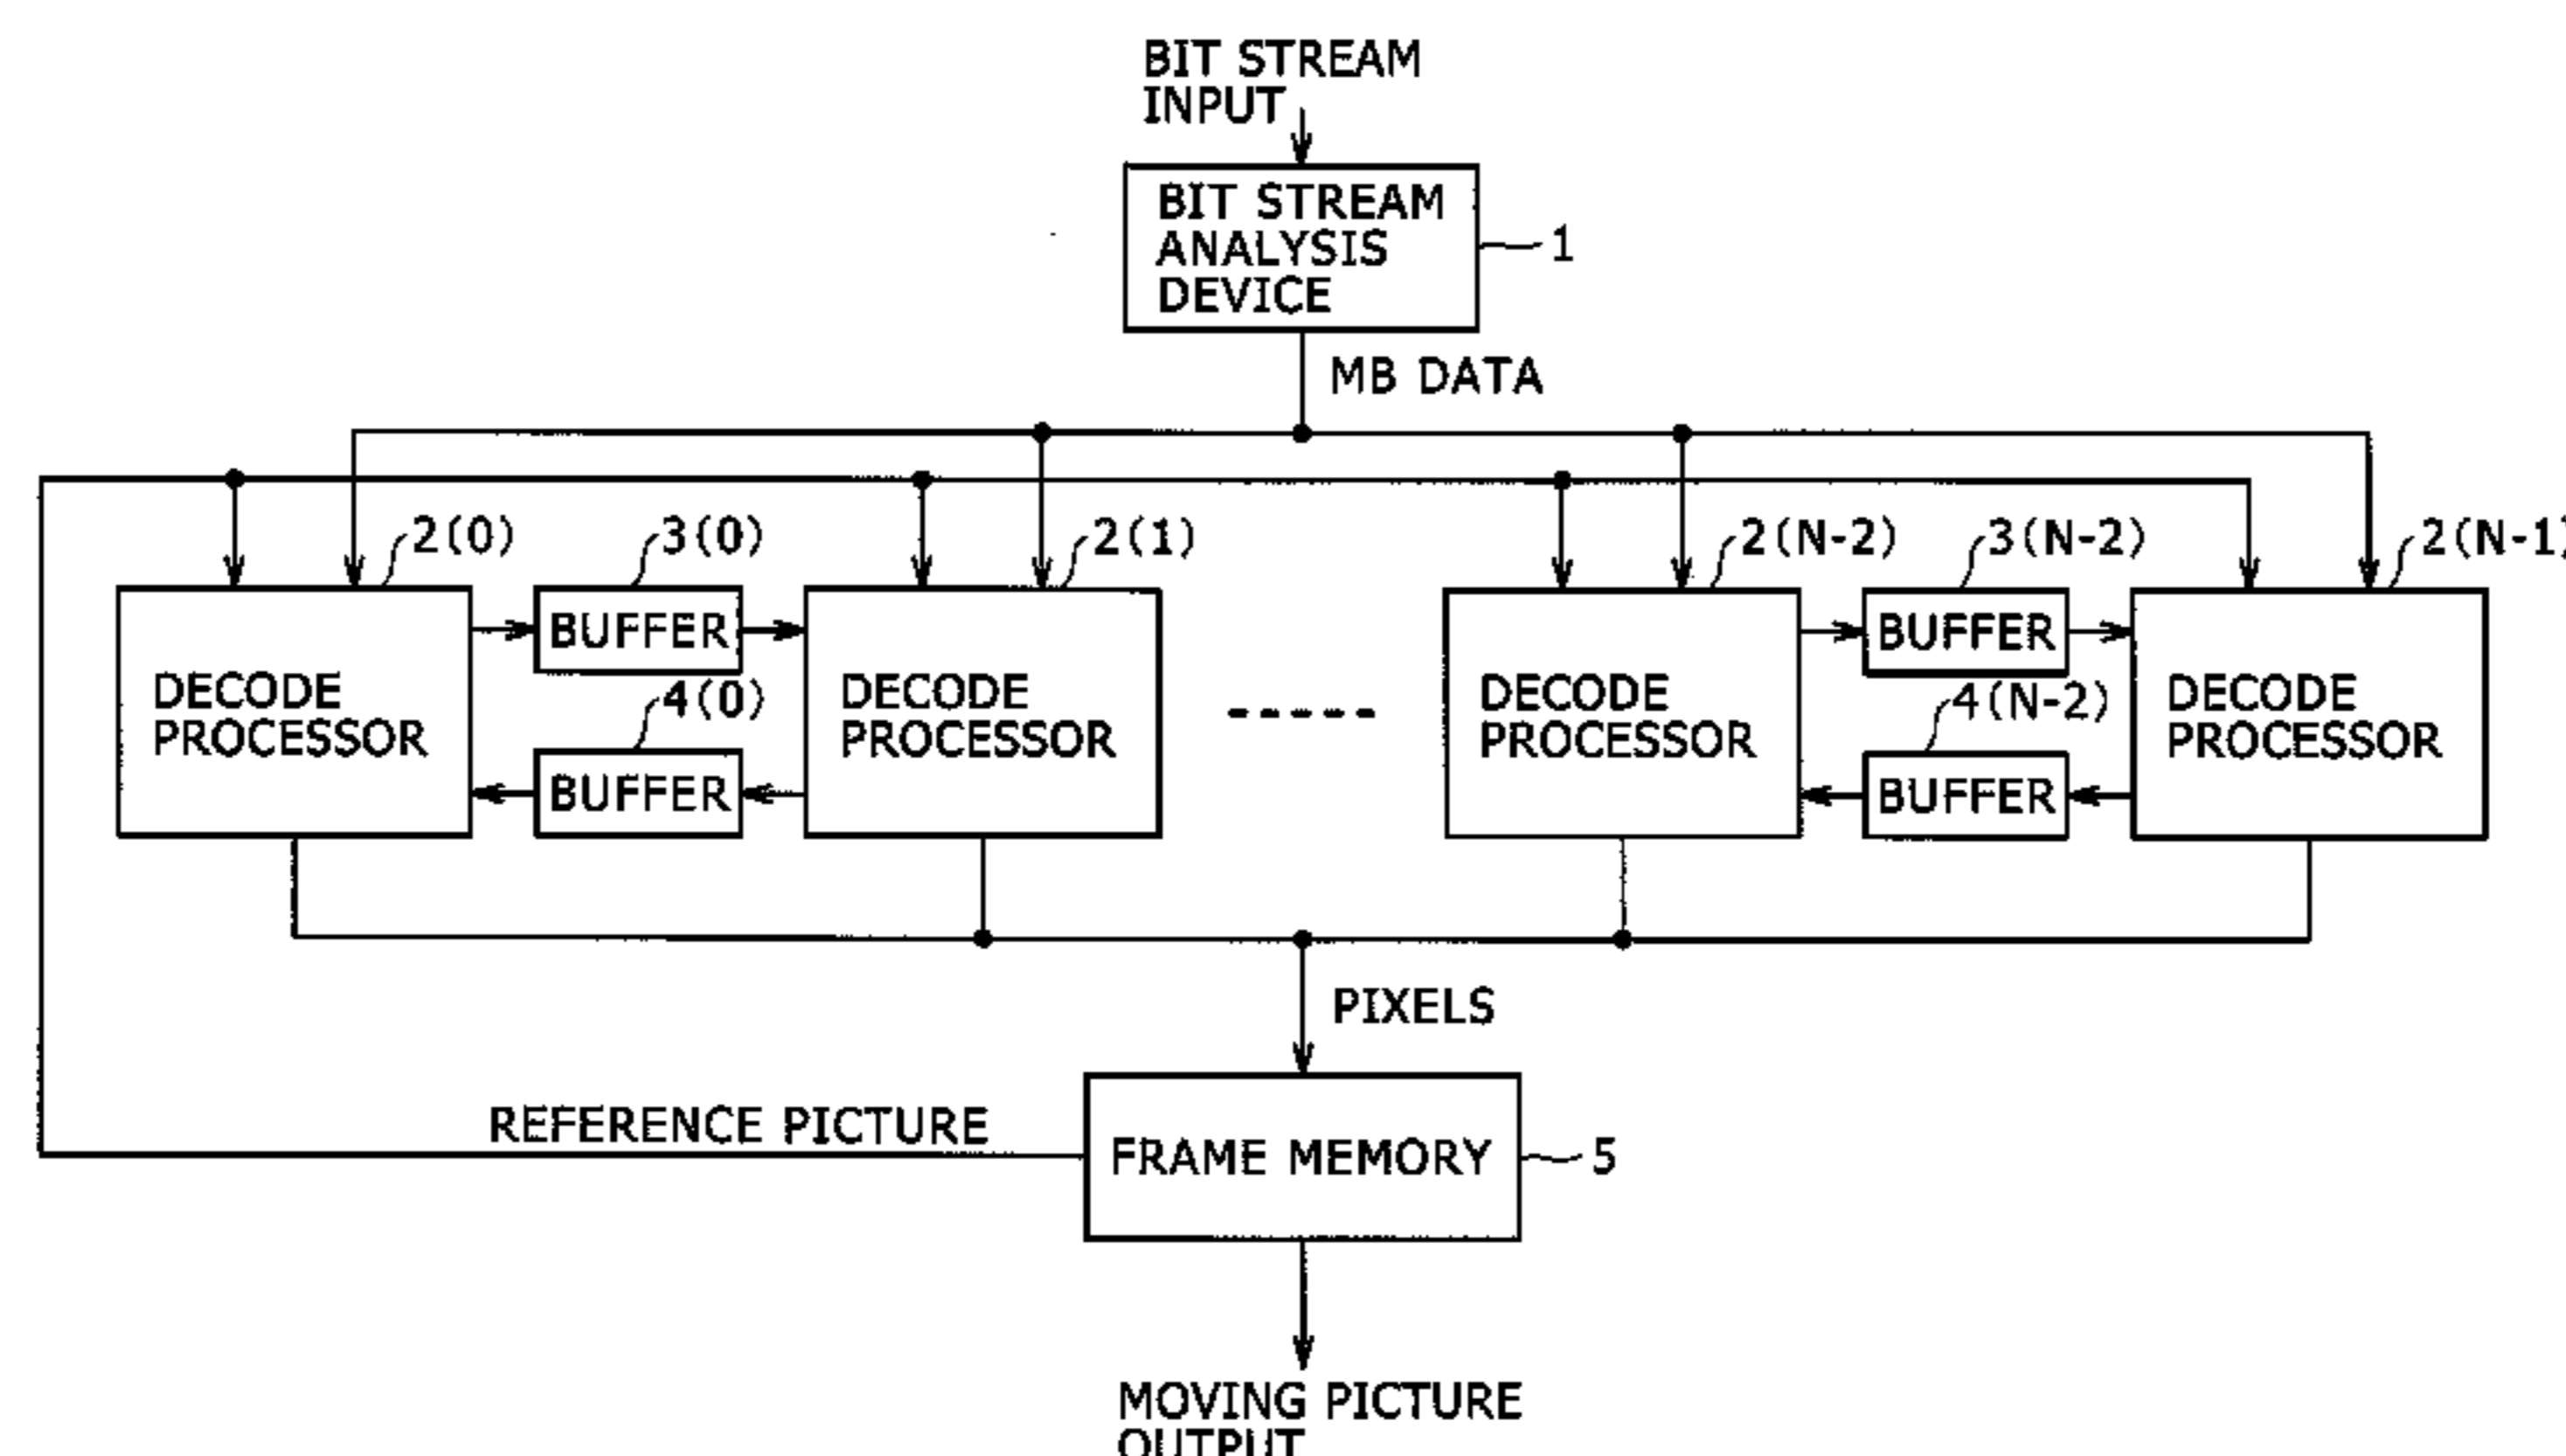 BIT STREAM
INPUT
BIT STREAM
ANALYSIS
DEVICE
1
MB DATA
2(0)
3(0)
2(1)
2(N-2)
3(N-2)
2(N-1)
BUFFER
BUFFER
DECODE
PROCESSOR
4(0)
DECODE
PROCESSOR
DECODE
PROCESSOR
4(N-2)
DECODE
PROCESSOR
BUFFER
BUFFER
PIXELS
REFERENCE PICTURE
FRAME MEMORY
5
MOVING PICTURE
OUTPUT